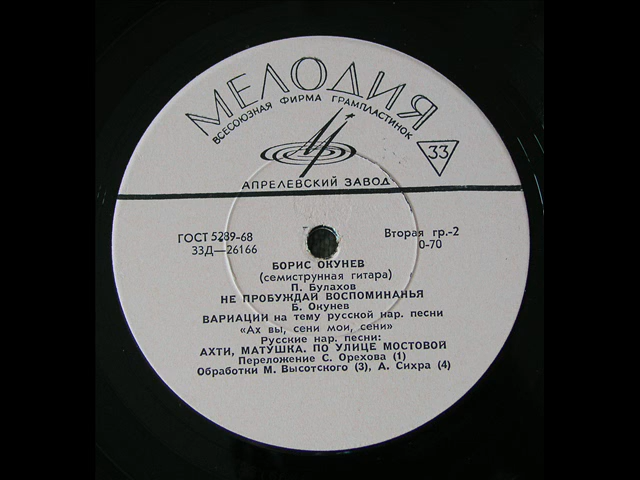 МЕЛОДИЯ
ВСЕСОЮЗНАЯ ФИРМА ГРАМПЛАСТИНОК
33
АПРЕЛЕВСКИЙ ЗАВОД
ГОСТ 5289-68 Вторая гр.-2
33Д—26166 0-70
БОРИС ОКУНЕВ
(семиструнная гитара)
П. Булахов
НЕ ПРОБУЖДАЙ ВОСПОМИНАНЬЯ
Б. Окунев
ВАРИАЦИИ на тему русской нар. песни
«Ах вы, сени мои, сени»
Русские нар. песни:
АХТИ, МАТУШКА. ПО УЛИЦЕ МОСТОВОЙ
Переложение С. Орехова (1)
Обработки М. Высотского (3), А. Сихра (4)